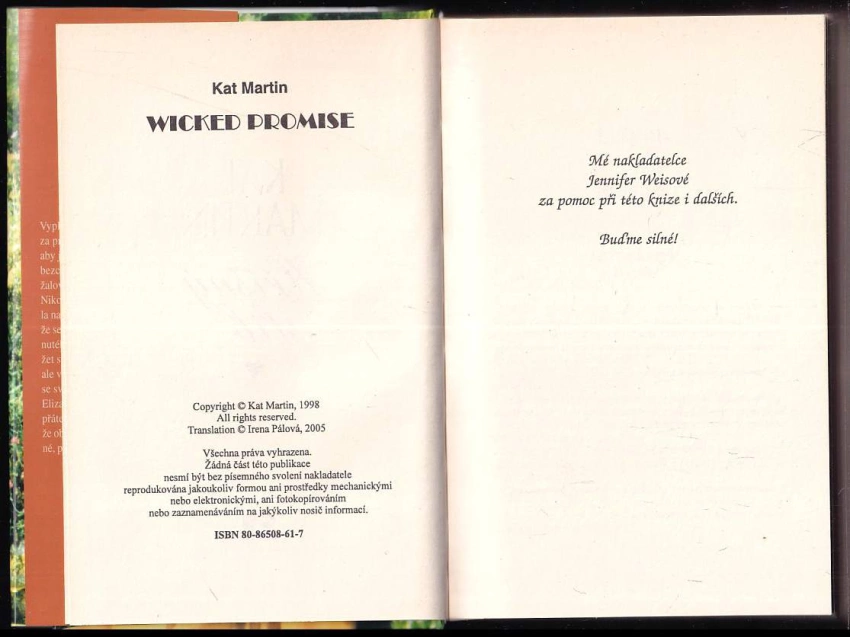 Kat Martin
WICKED PROMISE
Copyright © Kat Martin, 1998
All rights reserved.
Translation © Irena Pálová, 2005
Všechna práva vyhrazena.
Žádná část této publikace
nesmí být bez písemného svolení nakladatele
reprodukována jakoukoliv formou ani prostředky mechanickými
nebo elektronickými, ani fotokopírováním
nebo zaznamenáváním na jakýkoliv nosič informací.
ISBN 80-86508-61-7
Mé nakladatelce
Jennifer Weisové
za pomoc při této knize i dalších.
Buďme silné!